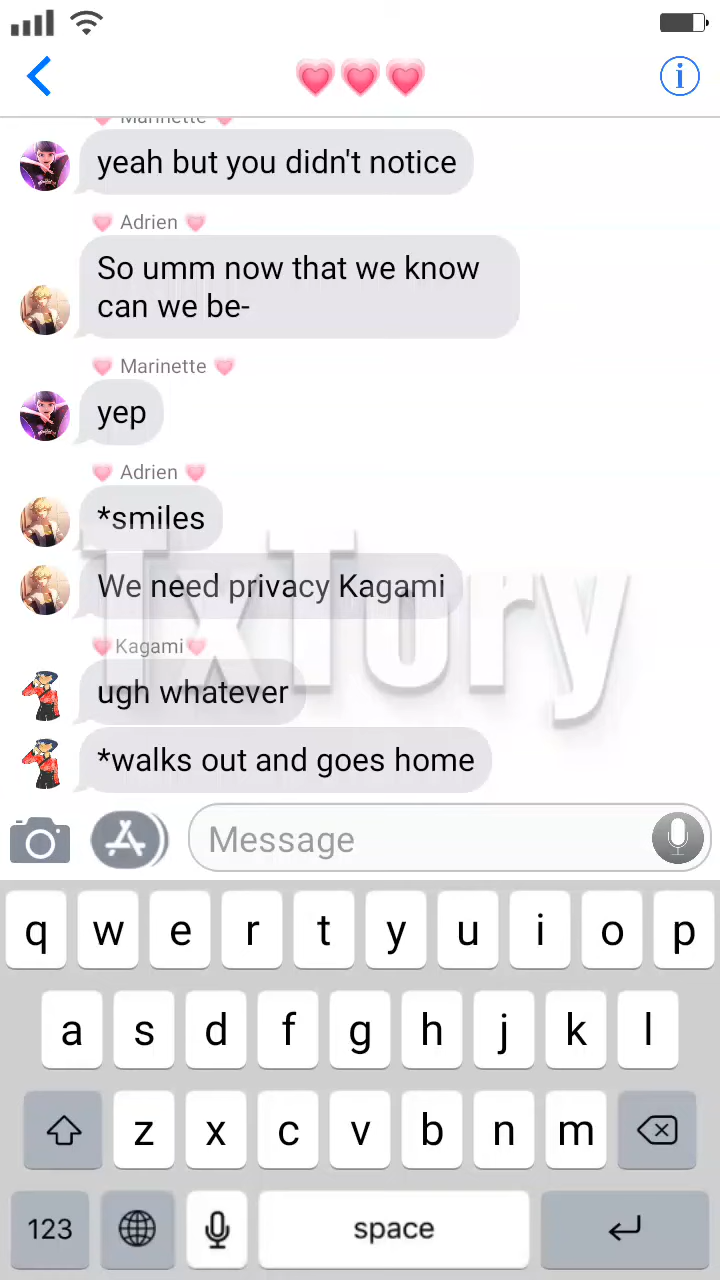 💗 Marinette 💗
yeah but you didn't notice
💗 Adrien 💗
So umm now that we know
can we be-
💗 Marinette 💗
yep
💗 Adrien 💗
*smiles
We need privacy Kagami
💗Kagami💗
ugh whatever
*walks out and goes home
TxTory
Message
q w e r t y u i o p
a s d f g h j k l
z x c v b n m
123 space